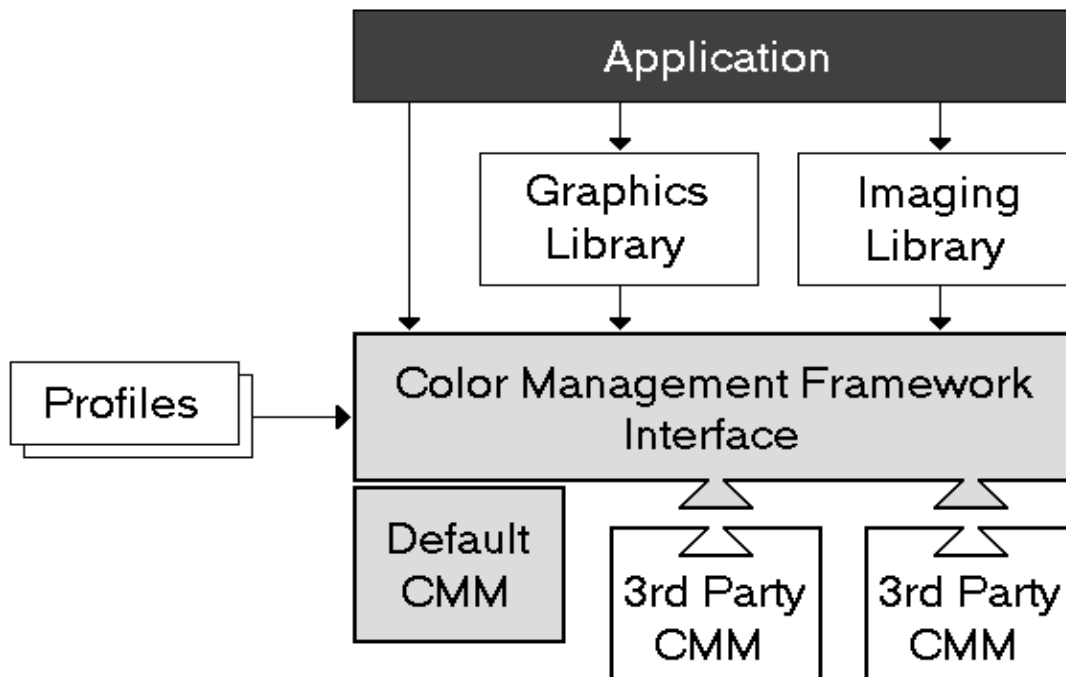 Application
Graphics
Library
Imaging
Library
Profiles
Color Management Framework
Interface
Default
CMM
3rd Party
CMM
3rd Party
CMM